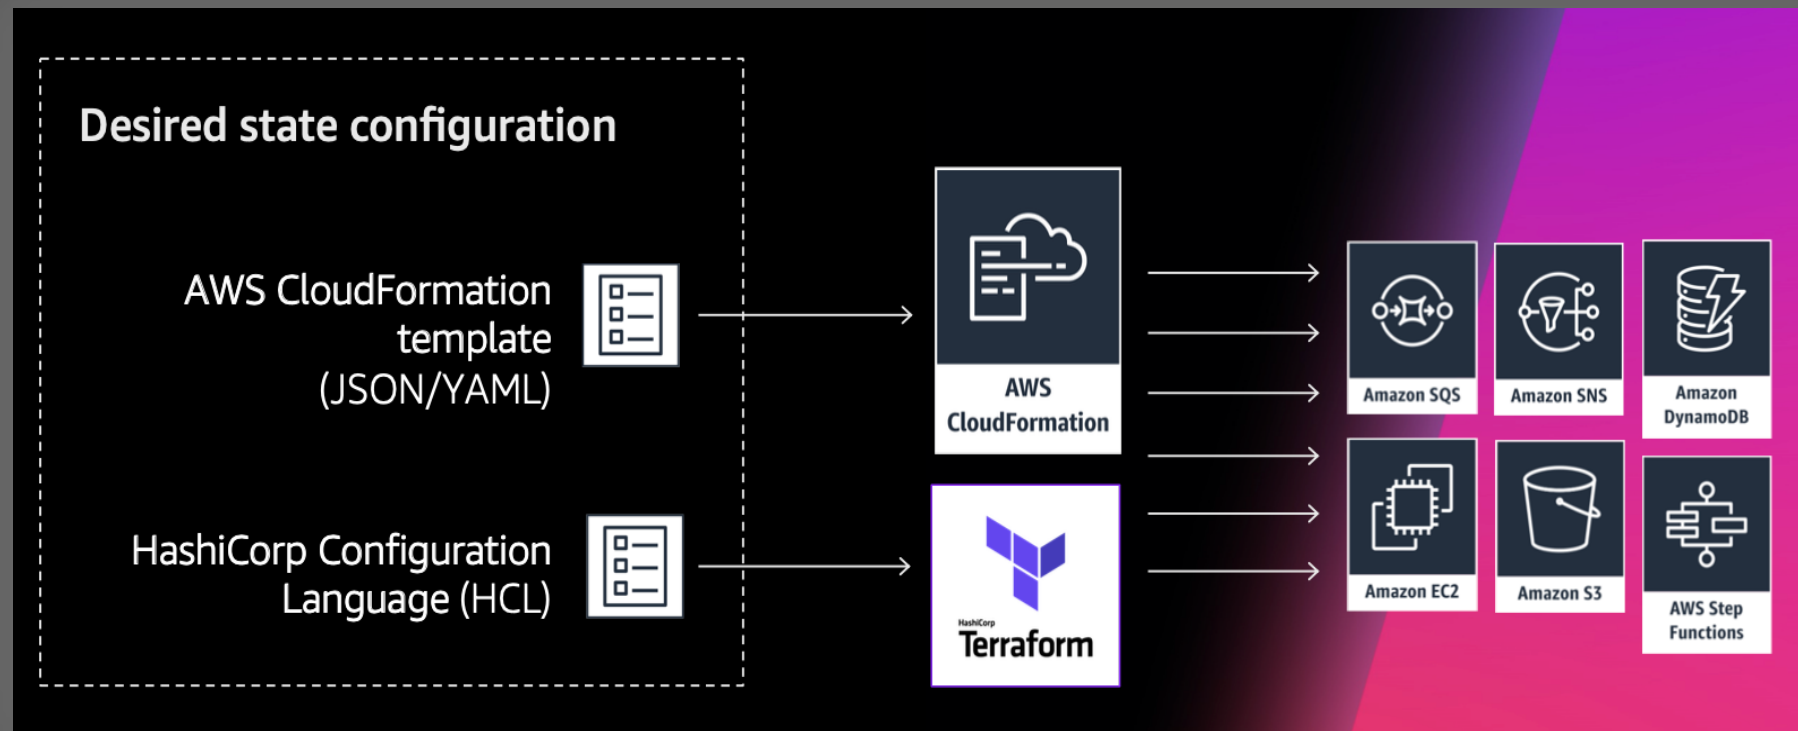 Desired state configuration
AWS CloudFormation
template
(JSON/YAML)
HashiCorp Configuration
Language (HCL)
AWS
CloudFormation
HashiCorp
Terraform
Amazon SQS
Amazon SNS
Amazon
DynamoDB
Amazon EC2
Amazon S3
AWS Step
Functions